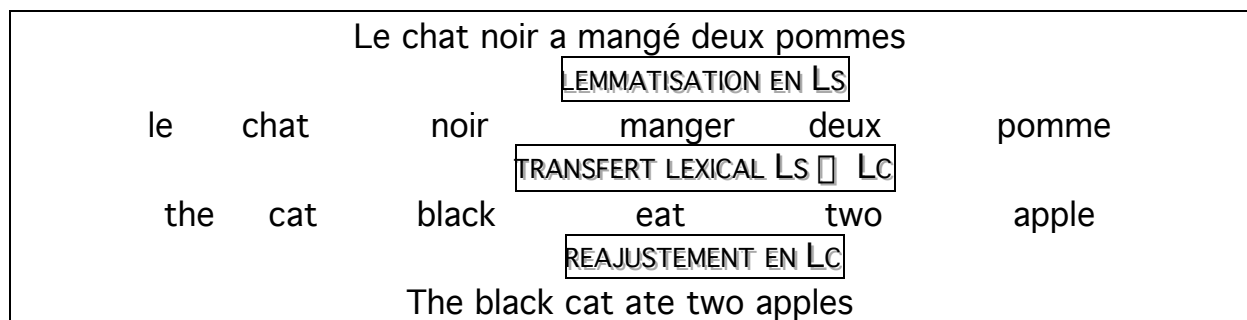 Le chat noir a mangé deux pommes
LEMMATISATION EN LS
le chat noir manger deux pomme
TRANSFERT LEXICAL LS □ LC
the cat black eat two apple
REAJUSTEMENT EN LC
The black cat ate two apples